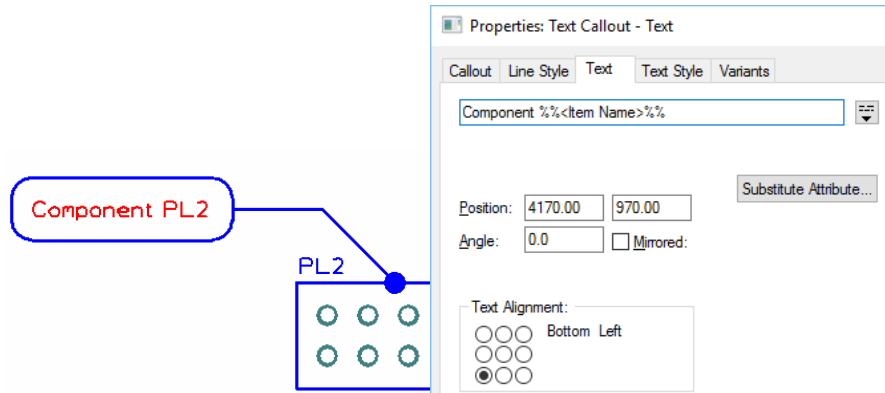 Properties: Text Callout - Text
Callout Line Style Text Text Style Variants
Component %%<Item Name>%%
Substitute Attribute...
Position: 4170.00 970.00
Angle: 0.0 Mirrored:
Text Alignment:
Bottom Left
Component PL2
PL2